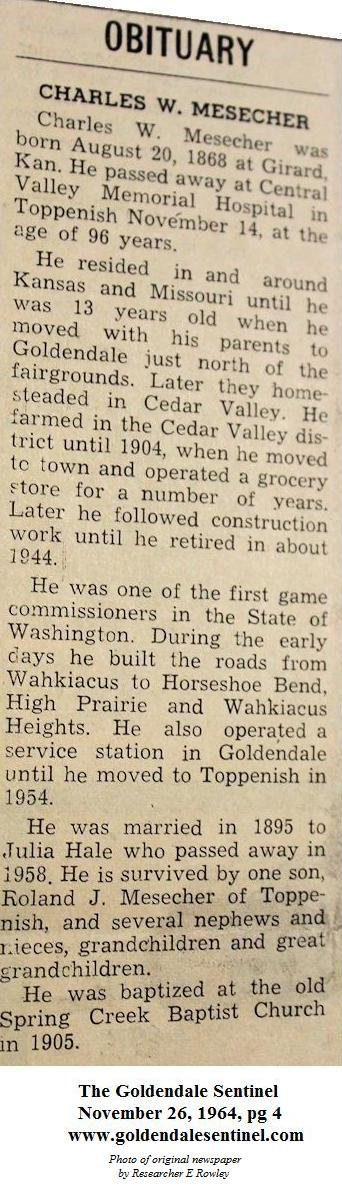 OBITUARY
CHARLES W. MESECHER
Charles W. Mesecher was
born August 20, 1868 at Girard,
Kan. He passed away at Central
Valley Memorial Hospital in
Toppenish November 14, at the
age of 96 years.
He resided in and around
Kansas and Missouri until he
was 13 years old when he
moved with his parents to
Goldendale just north of the
fairgrounds. Later they home-
steaded in Cedar Valley. He
farmed in the Cedar Valley dis-
trict until 1904, when he moved
to town and operated a grocery
store for a number of years.
Later he followed construction
work until he retired in about
1944.
He was one of the first game
commissioners in the State of
Washington. During the early
days he built the roads from
Wahkiacus to Horseshoe Bend,
High Prairie and Wahkiacus
Heights. He also operated a
service station in Goldendale
until he moved to Toppenish in
1954.
He was married in 1895 to
Julia Hale who passed away in
1958. He is survived by one son,
Roland J. Mesecher of Toppe-
nish, and several nephews and
nieces, grandchildren and great
grandchildren.
He was baptized at the old
Spring Creek Baptist Church
in 1905.
The Goldendale Sentinel
November 26, 1964, pg 4
www.goldendalesentinel.com
Photo of original newspaper
by Researcher E Rowley